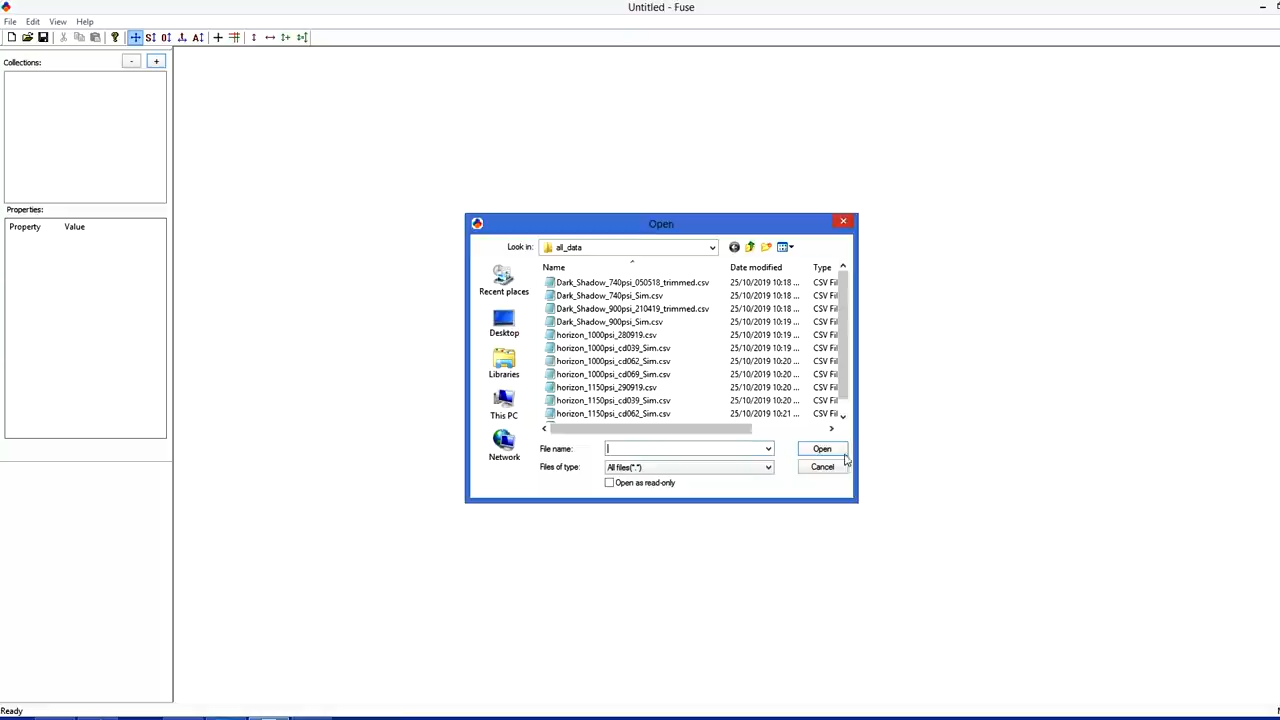 Untitled - Fuse
File Edit View Help
Collections:
- +
Properties:
Property Value
Open
Look in: all_data
Name Date modified Type
Dark_Shadow_740psi_050518_trimmed.csv 25/10/2019 10:18 ... CSV Fil
Dark_Shadow_740psi_Sim.csv 25/10/2019 10:18 ... CSV Fil
Dark_Shadow_900psi_210419_trimmed.csv 25/10/2019 10:18 ... CSV Fil
Dark_Shadow_900psi_Sim.csv 25/10/2019 10:19 ... CSV Fil
horizon_1000psi_280919.csv 25/10/2019 10:19 ... CSV Fil
horizon_1000psi_cd039_Sim.csv 25/10/2019 10:19 ... CSV Fil
horizon_1000psi_cd062_Sim.csv 25/10/2019 10:20 ... CSV Fil
horizon_1000psi_cd069_Sim.csv 25/10/2019 10:20 ... CSV Fil
horizon_1150psi_290919.csv 25/10/2019 10:20 ... CSV Fil
horizon_1150psi_cd039_Sim.csv 25/10/2019 10:20 ... CSV Fil
horizon_1150psi_cd062_Sim.csv 25/10/2019 10:21 ... CSV Fil
Recent places
Desktop
Libraries
This PC
Network
File name: Open
Files of type: All files(*.*) Cancel
Open as read-only
Ready